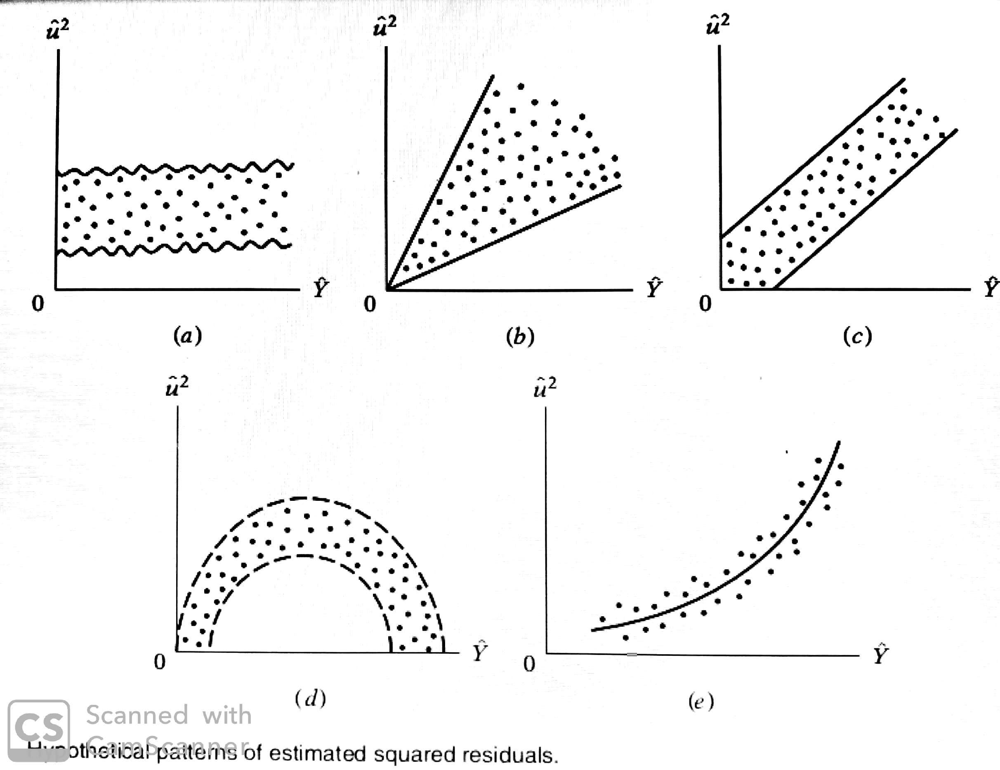 û² û² û²
0 Ŷ 0 Ŷ 0 Ŷ
(a) (b) (c)
û² û²
0 Ŷ 0 Ŷ
(d) (e)
CS Scanned with
CamScanner
Hypothetical patterns of estimated squared residuals.